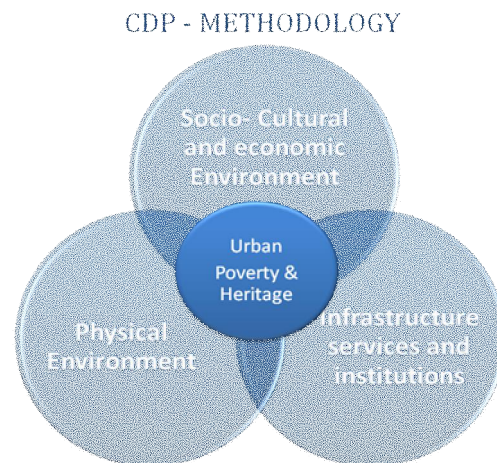 CDP - METHODOLOGY
Socio- Cultural
and economic
Environment
Urban
Poverty &
Heritage
Physical
Environment
Infrastructure
services and
institutions